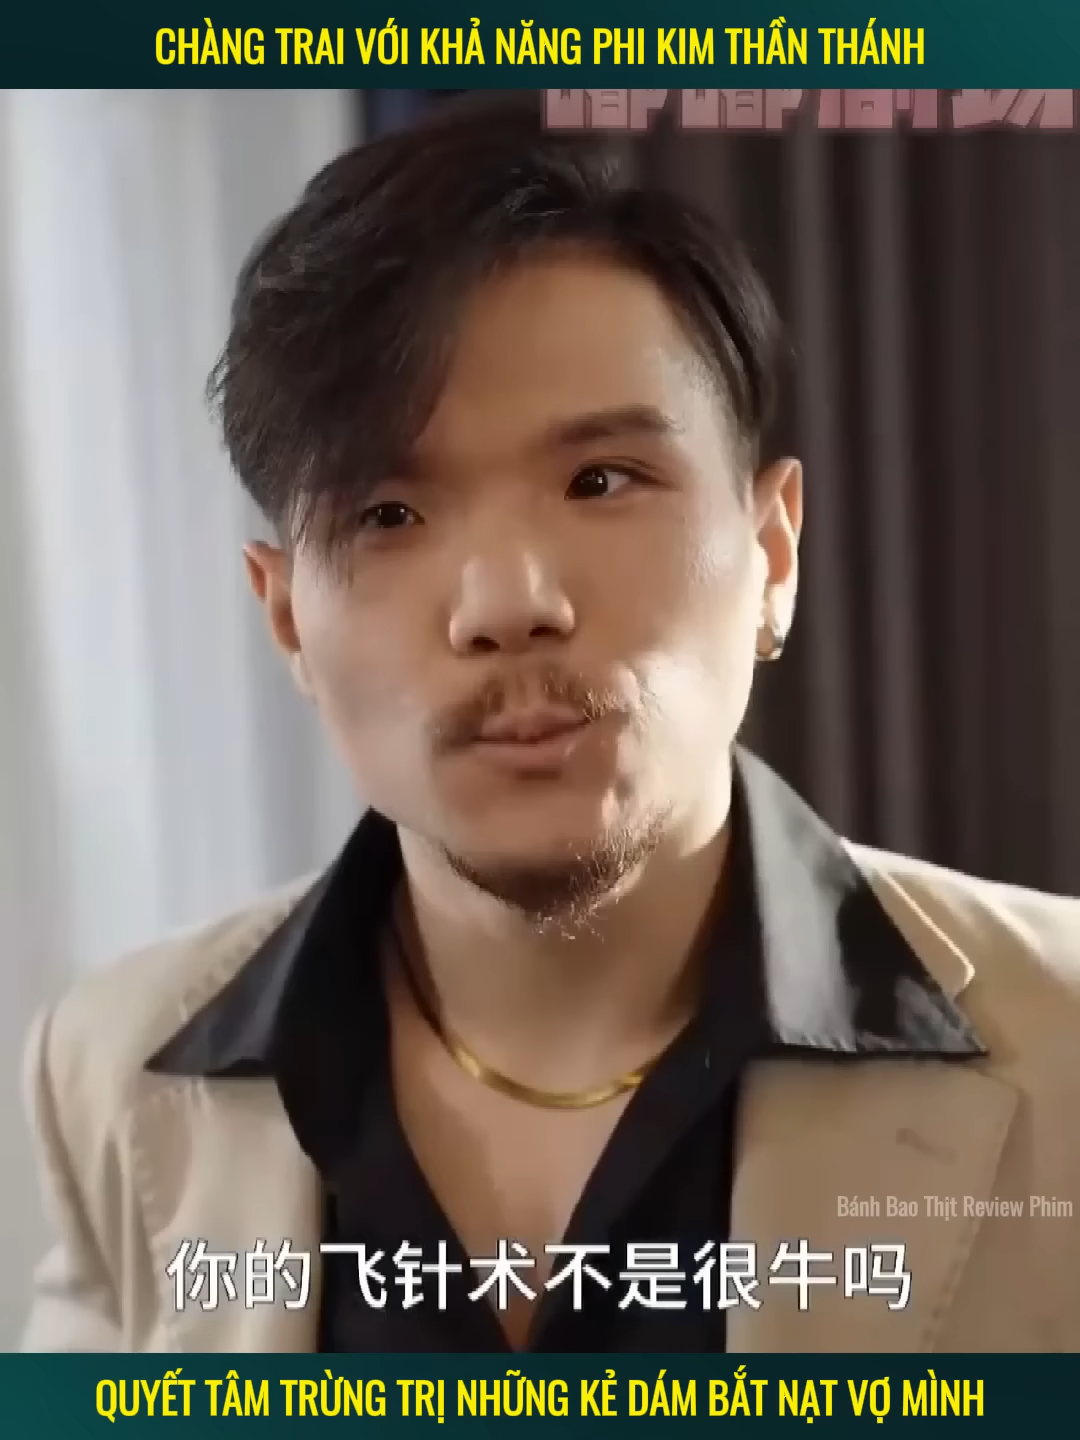 CHÀNG TRAI VỚI KHẢ NĂNG PHI KIM THẦN THÁNH
Bánh Bao Thịt Review Phim
你的飞针术不是很牛吗
QUYẾT TÂM TRỪNG TRỊ NHỮNG KẺ DÁM BẮT NẠT VỢ MÌNH